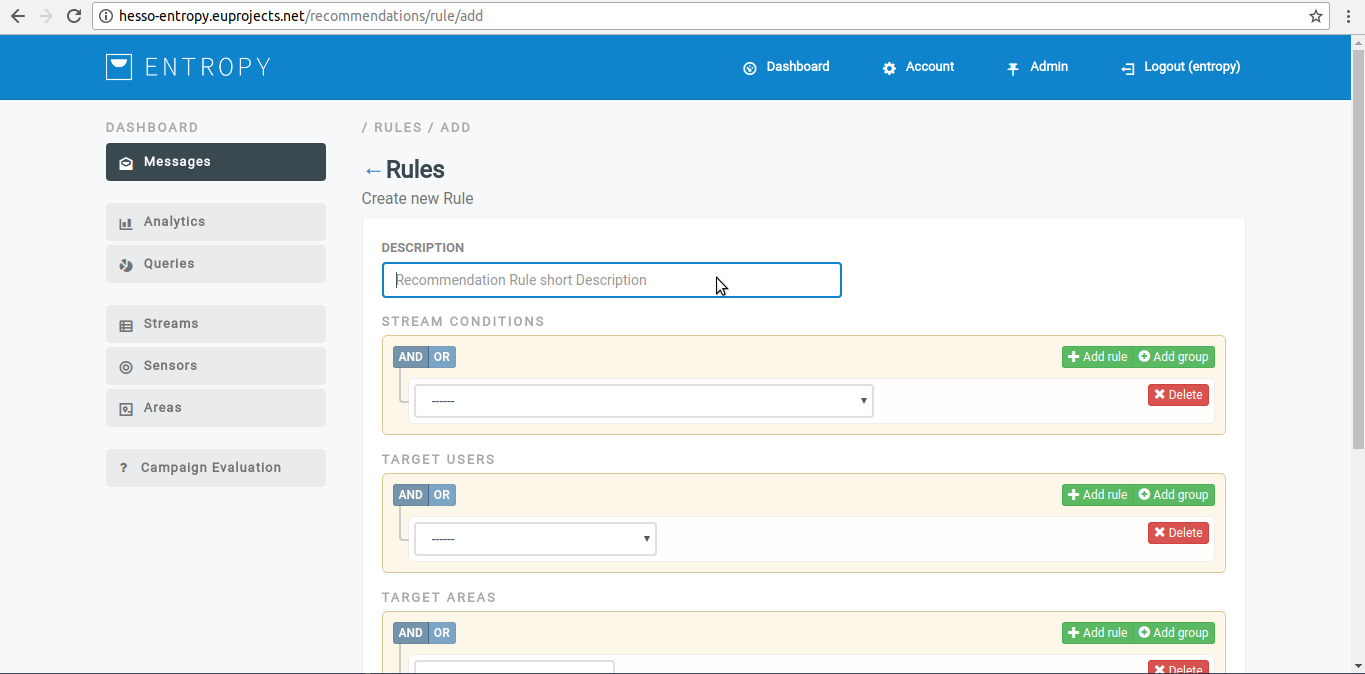 hesso-entropy.euprojects.net/recommendations/rule/add
ENTROPY
Dashboard
Account
Admin
Logout (entropy)
DASHBOARD
Messages
Analytics
Queries
Streams
Sensors
Areas
? Campaign Evaluation
/ RULES / ADD
←Rules
Create new Rule
DESCRIPTION
Recommendation Rule short Description
STREAM CONDITIONS
AND OR
Add rule Add group
------
Delete
TARGET USERS
AND OR
Add rule Add group
------
Delete
TARGET AREAS
AND OR
Add rule Add group
Delete